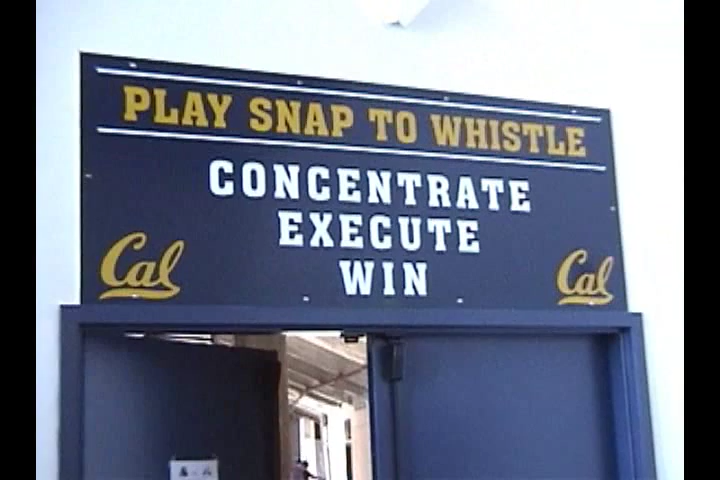 PLAY SNAP TO WHISTLE
CONCENTRATE
EXECUTE
WIN
Cal
Cal